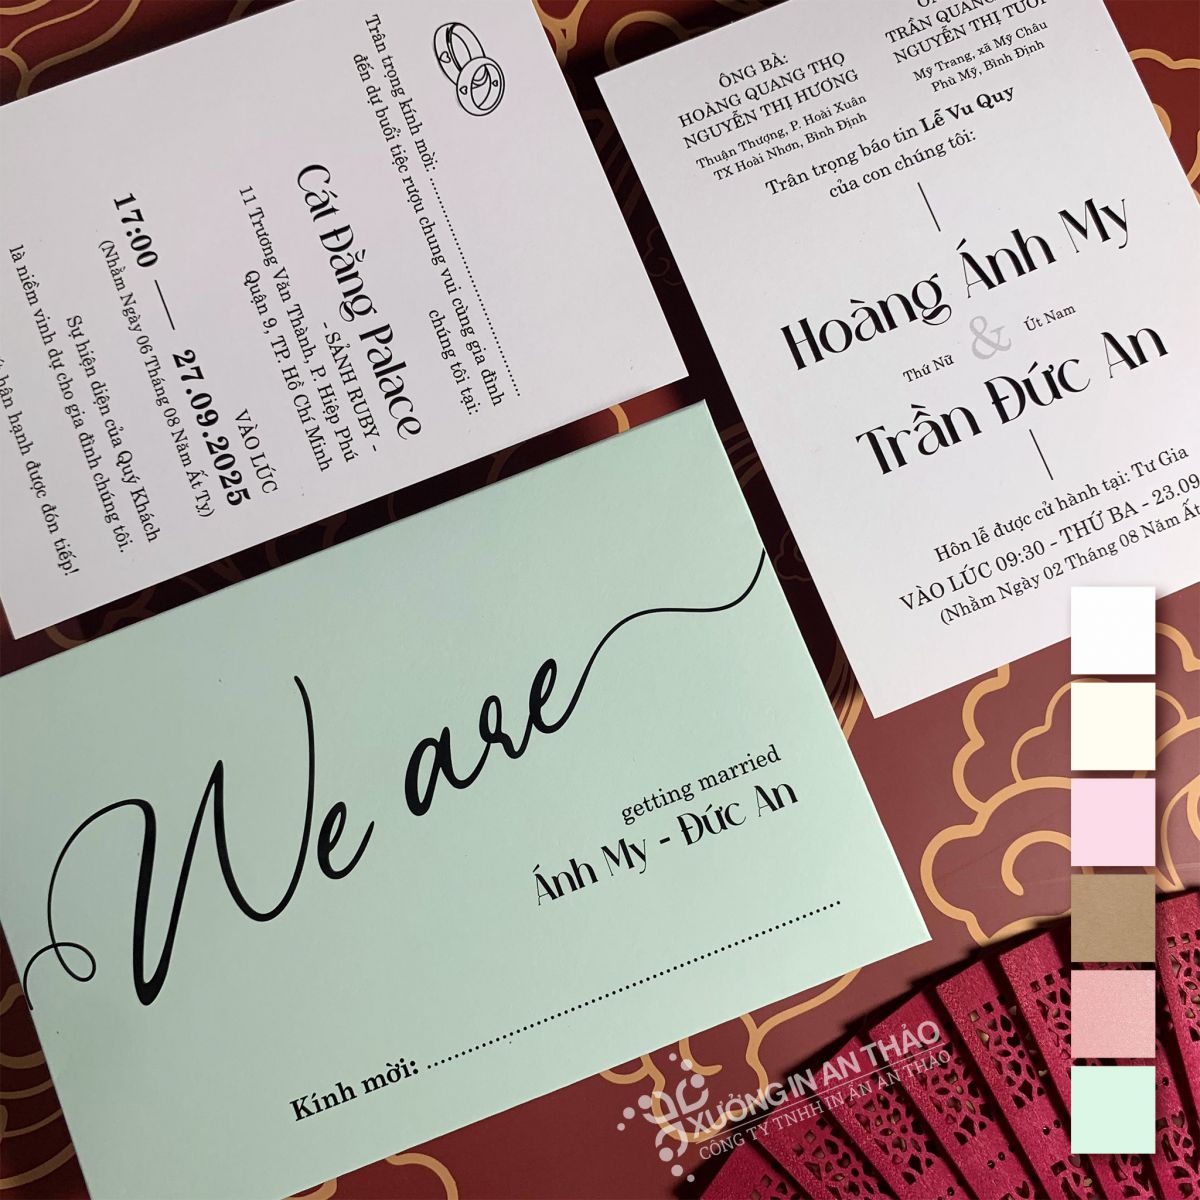 Trân trọng kính mời:
đến dự buổi tiệc rượu chung vui cùng gia đình
chúng tôi tại:
Cát Đằng Palace
- SẢNH RUBY -
11 Trương Văn Thành, P. Hiệp Phú
Quận 9, TP. Hồ Chí Minh
VÀO LÚC
17:00 — 27.09.2025
(Nhằm Ngày 06 Tháng 08 Năm Ất Tỵ)
Sự hiện diện của Quý Khách
là niềm vinh dự cho gia đình chúng tôi.
hân hạnh được đón tiếp!
ÔNG BÀ:
HOÀNG QUANG THỌ
NGUYỄN THỊ HƯƠNG
Thuận Thượng, P. Hoài Xuân
TX Hoài Nhơn, Bình Định
TRẦN QUANG
NGUYỄN THỊ TƯƠI
Mỹ Trang, xã Mỹ Châu
Phù Mỹ, Bình Định
Trân trọng báo tin Lễ Vu Quy
của con chúng tôi:
Hoàng Ánh My
Thứ Nữ & Út Nam
Trần Đức An
Hôn lễ được cử hành tại: Tư Gia
VÀO LÚC 09:30 - THỨ BA - 23.09
(Nhằm Ngày 02 Tháng 08 Năm Ất
We are
getting married
Ánh My - Đức An
Kính mời:
XƯỞNG IN AN THẢO
CÔNG TY TNHH IN ẤN AN THẢO